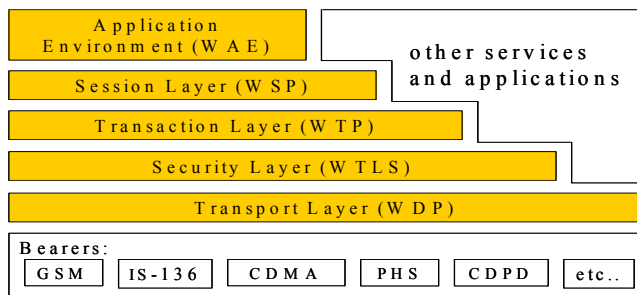 Application
Environment (WAE)
other services
and applications
Session Layer (WSP)
Transaction Layer (WTP)
Security Layer (WTLS)
Transport Layer (WDP)
Bearers:
GSM IS-136 CDMA PHS CDPD etc..